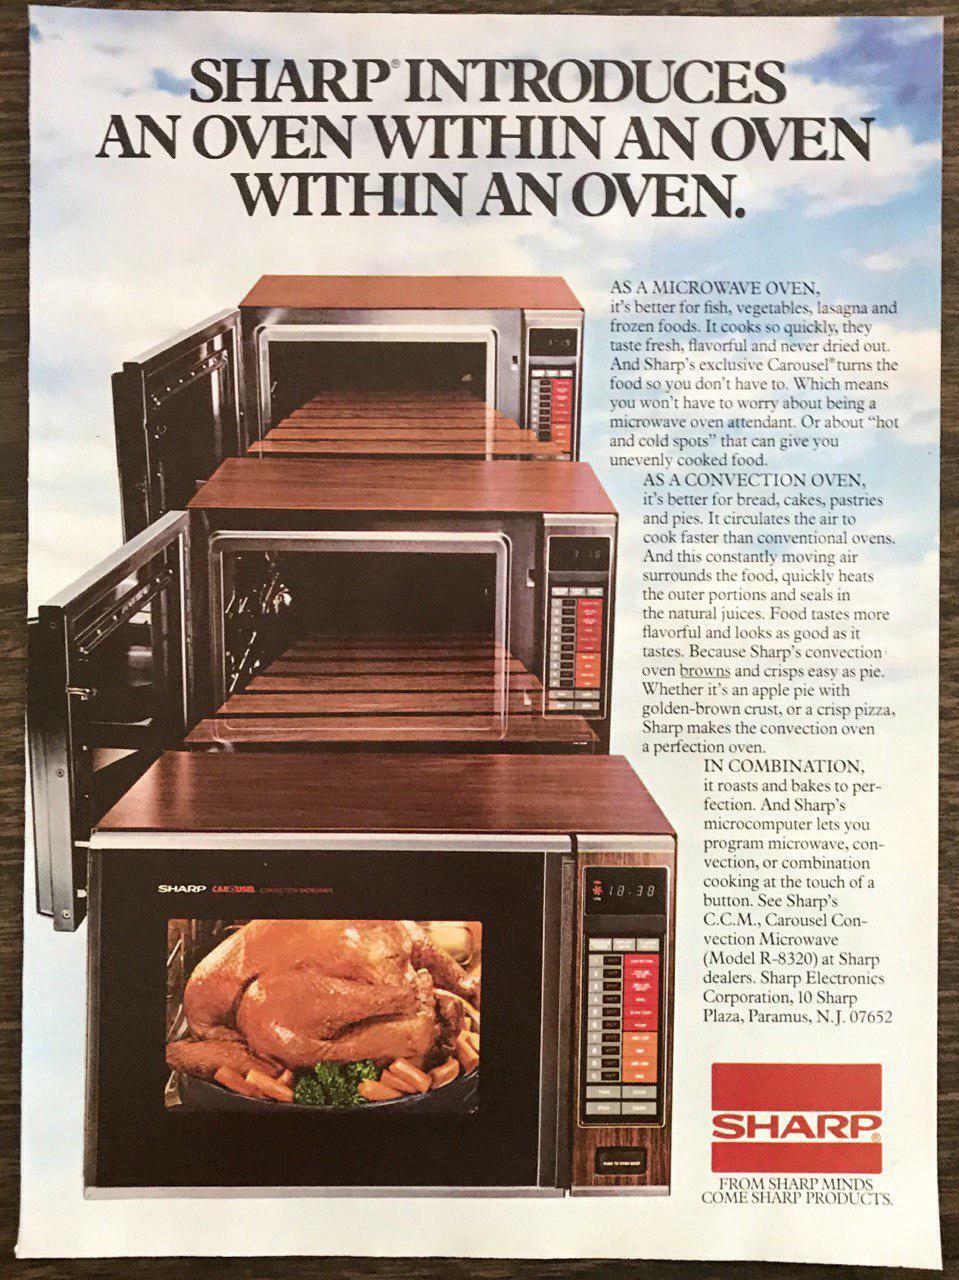 SHARP® INTRODUCES
AN OVEN WITHIN AN OVEN
WITHIN AN OVEN.
AS A MICROWAVE OVEN,
it's better for fish, vegetables, lasagna and
frozen foods. It cooks so quickly, they
taste fresh, flavorful and never dried out.
And Sharp's exclusive Carousel® turns the
food so you don't have to. Which means
you won't have to worry about being a
microwave oven attendant. Or about “hot
and cold spots” that can give you
unevenly cooked food.
AS A CONVECTION OVEN,
it's better for bread, cakes, pastries
and pies. It circulates the air to
cook faster than conventional ovens.
And this constantly moving air
surrounds the food, quickly heats
the outer portions and seals in
the natural juices. Food tastes more
flavorful and looks as good as it
tastes. Because Sharp's convection
oven browns and crisps easy as pie.
Whether it's an apple pie with
golden-brown crust, or a crisp pizza,
Sharp makes the convection oven
a perfection oven.
IN COMBINATION,
it roasts and bakes to per-
fection. And Sharp's
microcomputer lets you
program microwave, con-
vection, or combination
cooking at the touch of a
button. See Sharp's
C.C.M., Carousel Con-
vection Microwave
(Model R-8320) at Sharp
dealers. Sharp Electronics
Corporation, 10 Sharp
Plaza, Paramus, N.J. 07652
SHARP CAROUSEL CONVECTION MICROWAVE
3:18
18:38
PUSH TO OPEN DOOR
SHARP®
FROM SHARP MINDS
COME SHARP PRODUCTS.